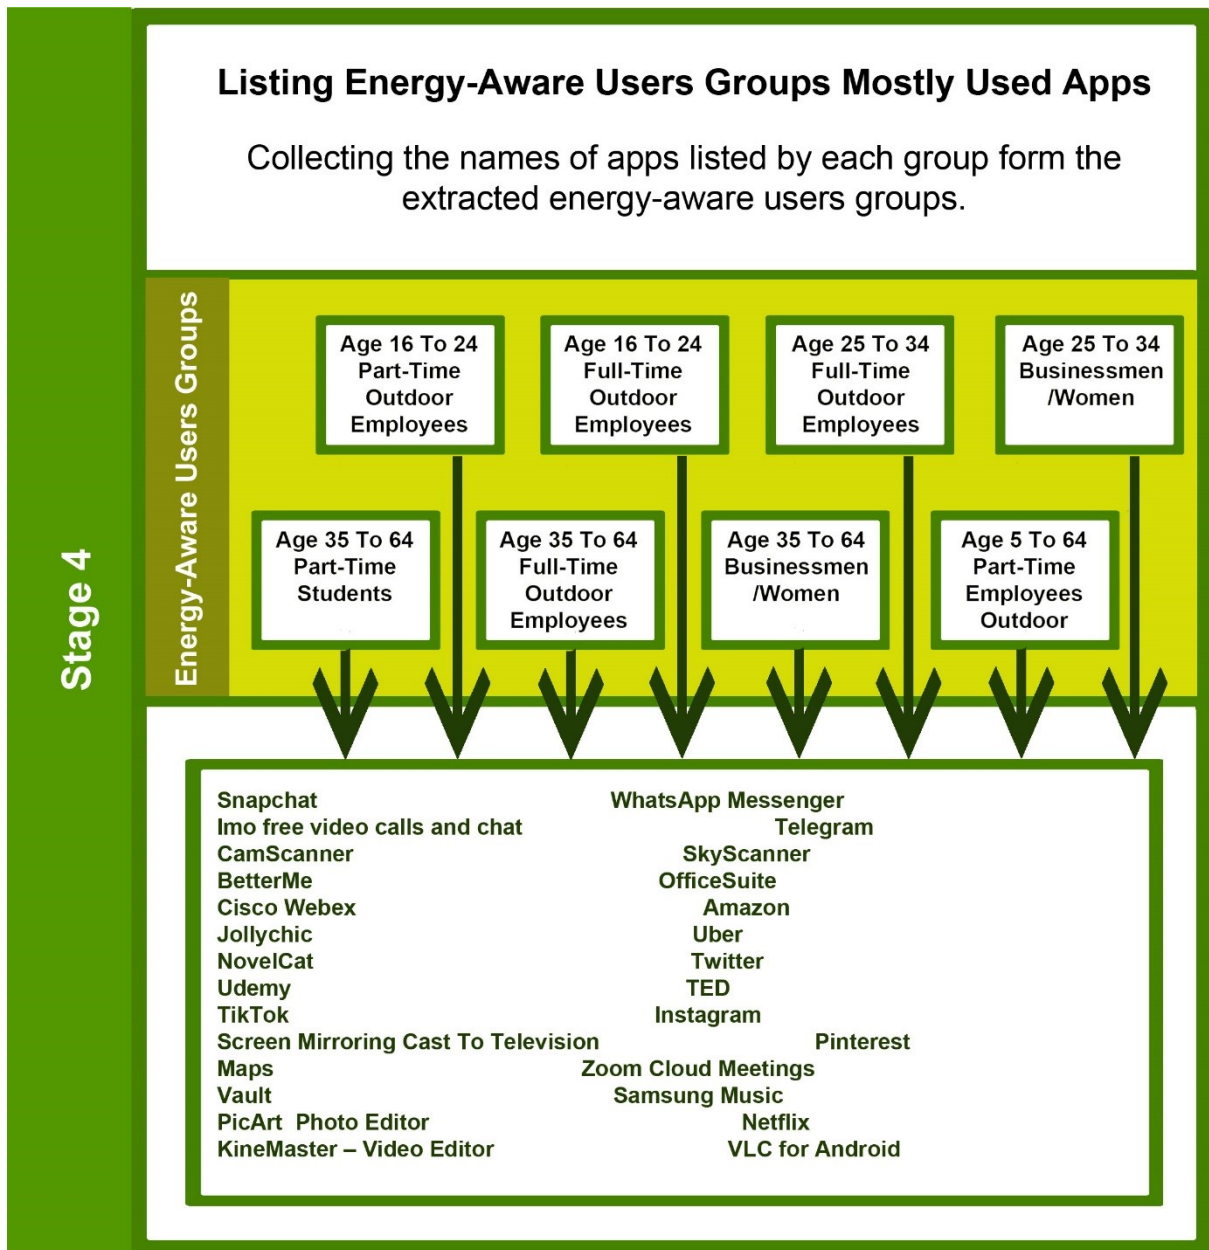 Stage 4
Listing Energy-Aware Users Groups Mostly Used Apps
Collecting the names of apps listed by each group form the
extracted energy-aware users groups.
Energy-Aware Users Groups
Age 16 To 24
Part-Time
Outdoor
Employees
Age 16 To 24
Full-Time
Outdoor
Employees
Age 25 To 34
Full-Time
Outdoor
Employees
Age 25 To 34
Businessmen
/Women
Age 35 To 64
Part-Time
Students
Age 35 To 64
Full-Time
Outdoor
Employees
Age 35 To 64
Businessmen
/Women
Age 5 To 64
Part-Time
Employees
Outdoor
Snapchat WhatsApp Messenger
Imo free video calls and chat Telegram
CamScanner SkyScanner
BetterMe OfficeSuite
Cisco Webex Amazon
Jollychic Uber
NovelCat Twitter
Udemy TED
TikTok Instagram
Screen Mirroring Cast To Television Pinterest
Maps Zoom Cloud Meetings
Vault Samsung Music
PicArt Photo Editor Netflix
KineMaster – Video Editor VLC for Android